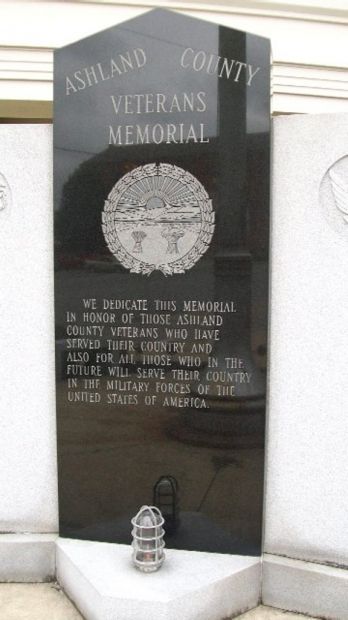 ASHLAND COUNTY
VETERANS
MEMORIAL
WE DEDICATE THIS MEMORIAL
IN HONOR OF THOSE ASHLAND
COUNTY VETERANS WHO HAVE
SERVED THEIR COUNTRY AND
ALSO FOR ALL THOSE WHO IN THE
FUTURE WILL SERVE THEIR COUNTRY
IN THE MILITARY FORCES OF THE
UNITED STATES OF AMERICA.